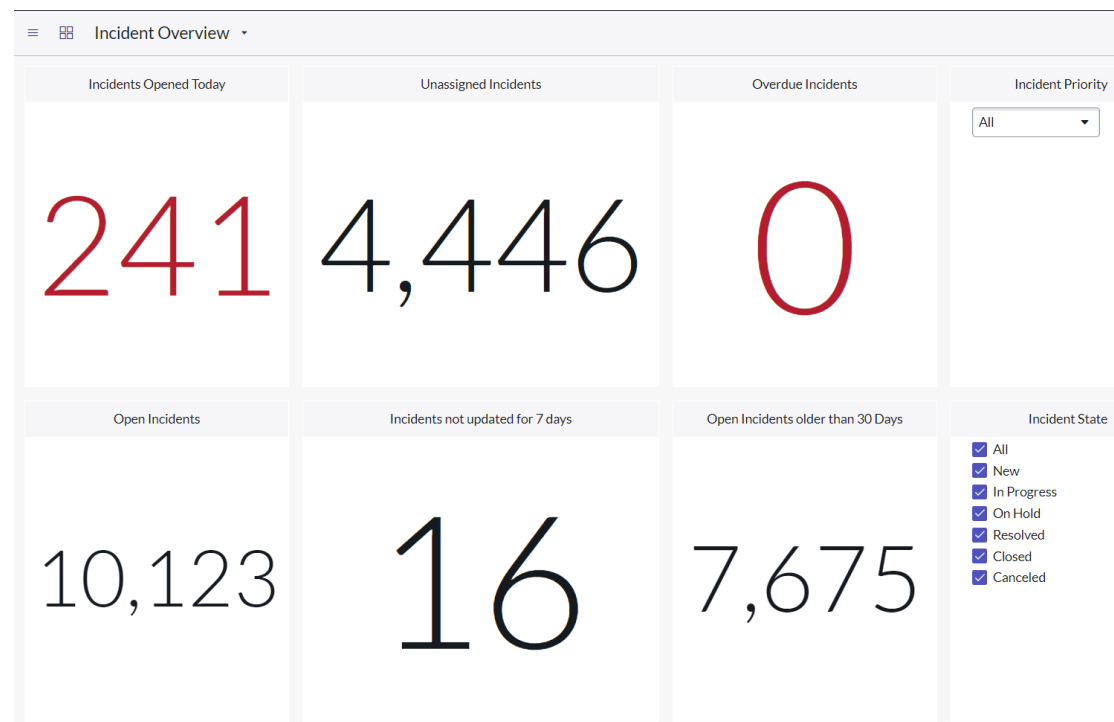 Incident Overview
Incidents Opened Today
Unassigned Incidents
Overdue Incidents
Incident Priority
241
4,446
0
All
Open Incidents
Incidents not updated for 7 days
Open Incidents older than 30 Days
Incident State
10,123
16
7,675
All
New
In Progress
On Hold
Resolved
Closed
Canceled